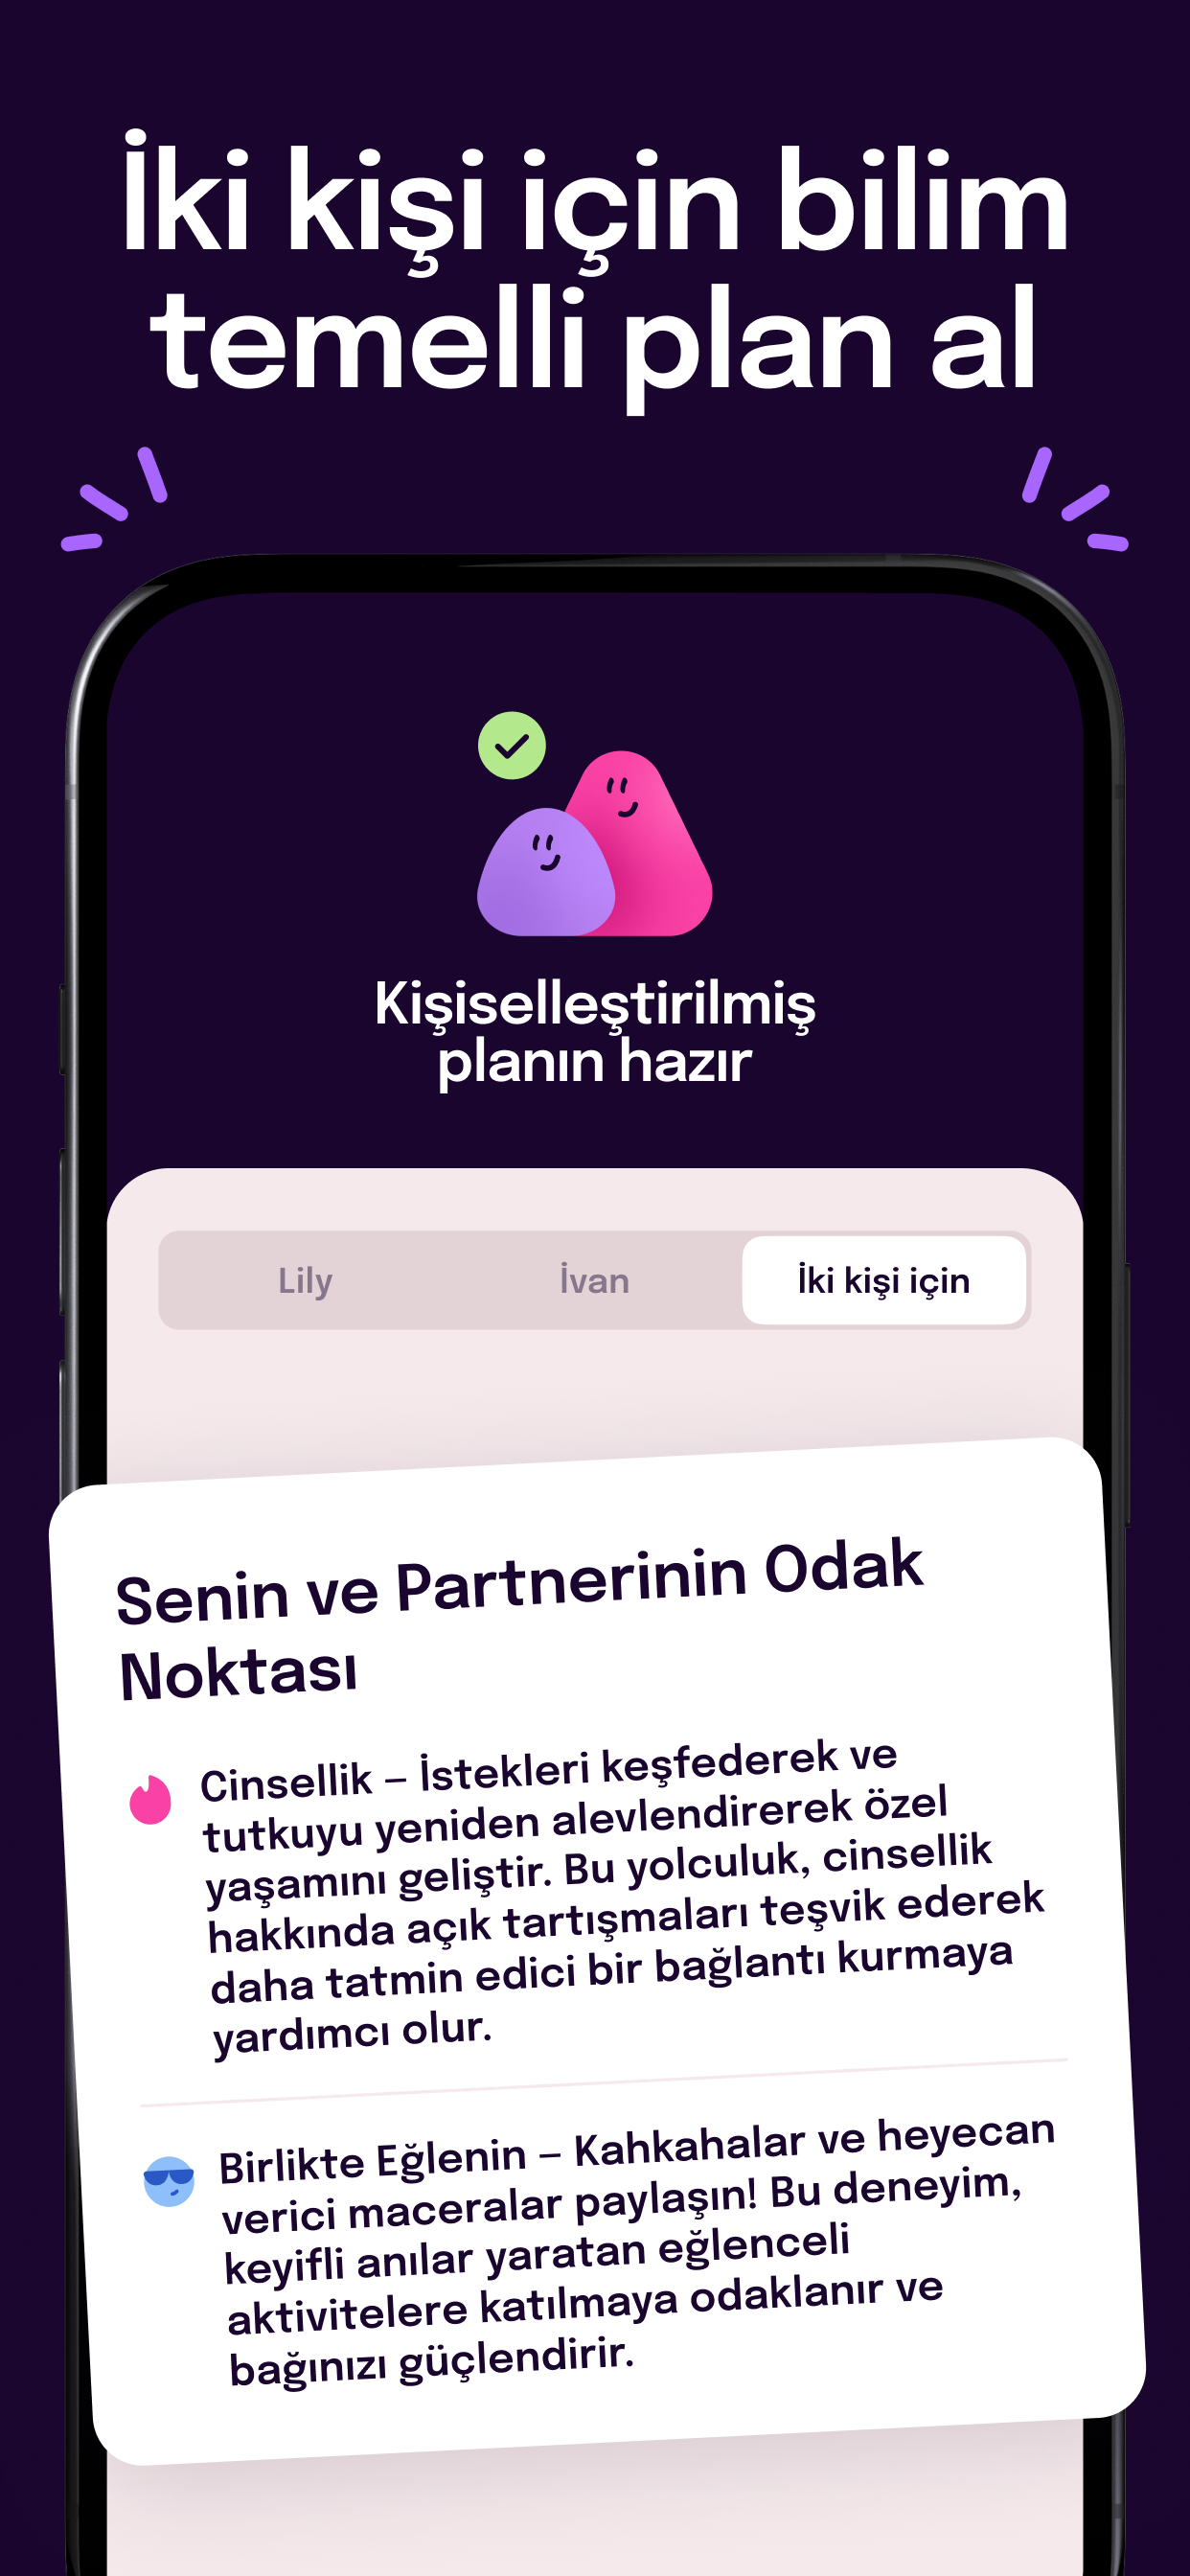 İki kişi için bilim
temelli plan al
Kişiselleştirilmiş
planın hazır
Lily
İvan
İki kişi için
Senin ve Partnerinin Odak
Noktası
Cinsellik – İstekleri keşfederek ve
tutkuyu yeniden alevlendirerek özel
yaşamını geliştir. Bu yolculuk, cinsellik
hakkında açık tartışmaları teşvik ederek
daha tatmin edici bir bağlantı kurmaya
yardımcı olur.
Birlikte Eğlenin – Kahkahalar ve heyecan
verici maceralar paylaşın! Bu deneyim,
keyifli anılar yaratan eğlenceli
aktivitelere katılmaya odaklanır ve
bağınızı güçlendirir.